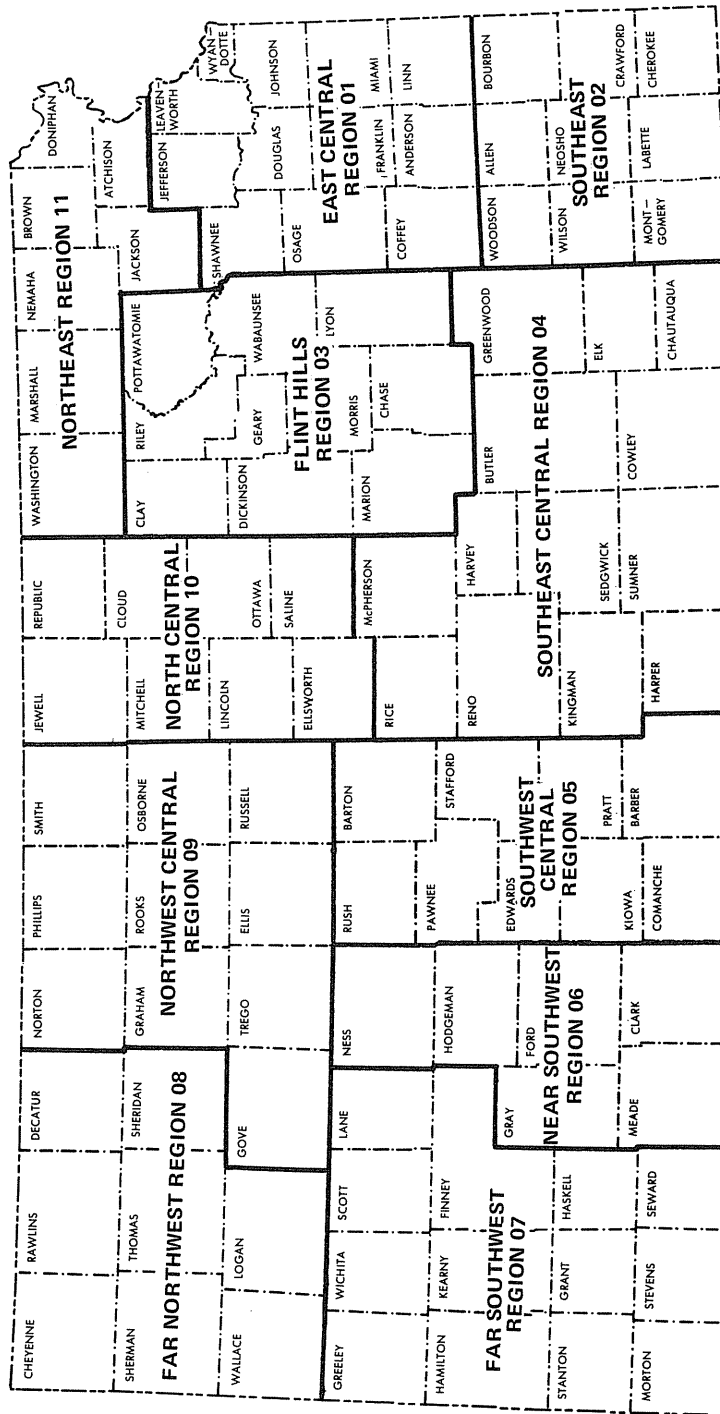 CHEYENNE
RAWLINS
DECATUR
NORTON
PHILLIPS
SMITH
JEWELL
REPUBLIC
WASHINGTON
MARSHALL
NEMAHA
BROWN
DONIPHAN
NORTHEAST REGION 11
ATCHISON
SHERMAN
THOMAS
SHERIDAN
FAR NORTHWEST REGION 08
GRAHAM
ROOKS
OSBORNE
NORTHWEST CENTRAL
REGION 09
MITCHELL
CLOUD
NORTH CENTRAL
REGION 10
CLAY
RILEY
POTTAWATOMIE
JACKSON
JEFFERSON
LEAVEN-
WORTH
WYAN-
DOTTE
WALLACE
LOGAN
GOVE
TREGO
ELLIS
RUSSELL
LINCOLN
OTTAWA
ELLSWORTH
SALINE
DICKINSON
GEARY
WABAUNSEE
SHAWNEE
DOUGLAS
JOHNSON
FLINT HILLS
REGION 03
MORRIS
LYON
OSAGE
EAST CENTRAL
REGION 01
FRANKLIN
MIAMI
GREELEY
WICHITA
SCOTT
LANE
NESS
RUSH
BARTON
RICE
McPHERSON
MARION
CHASE
COFFEY
ANDERSON
LINN
HAMILTON
KEARNY
FINNEY
HODGEMAN
PAWNEE
STAFFORD
RENO
HARVEY
BUTLER
GREENWOOD
WOODSON
ALLEN
BOURBON
FAR SOUTHWEST
REGION 07
GRAY
FORD
NEAR SOUTHWEST
REGION 06
EDWARDS
SOUTHWEST
CENTRAL
REGION 05
PRATT
SOUTHEAST CENTRAL REGION 04
KINGMAN
SEDGWICK
WILSON
NEOSHO
SOUTHEAST
REGION 02
CRAWFORD
STANTON
GRANT
HASKELL
KIOWA
ELK
MORTON
STEVENS
SEWARD
MEADE
CLARK
COMANCHE
BARBER
HARPER
SUMNER
COWLEY
CHAUTAUQUA
MONT-
GOMERY
LABETTE
CHEROKEE